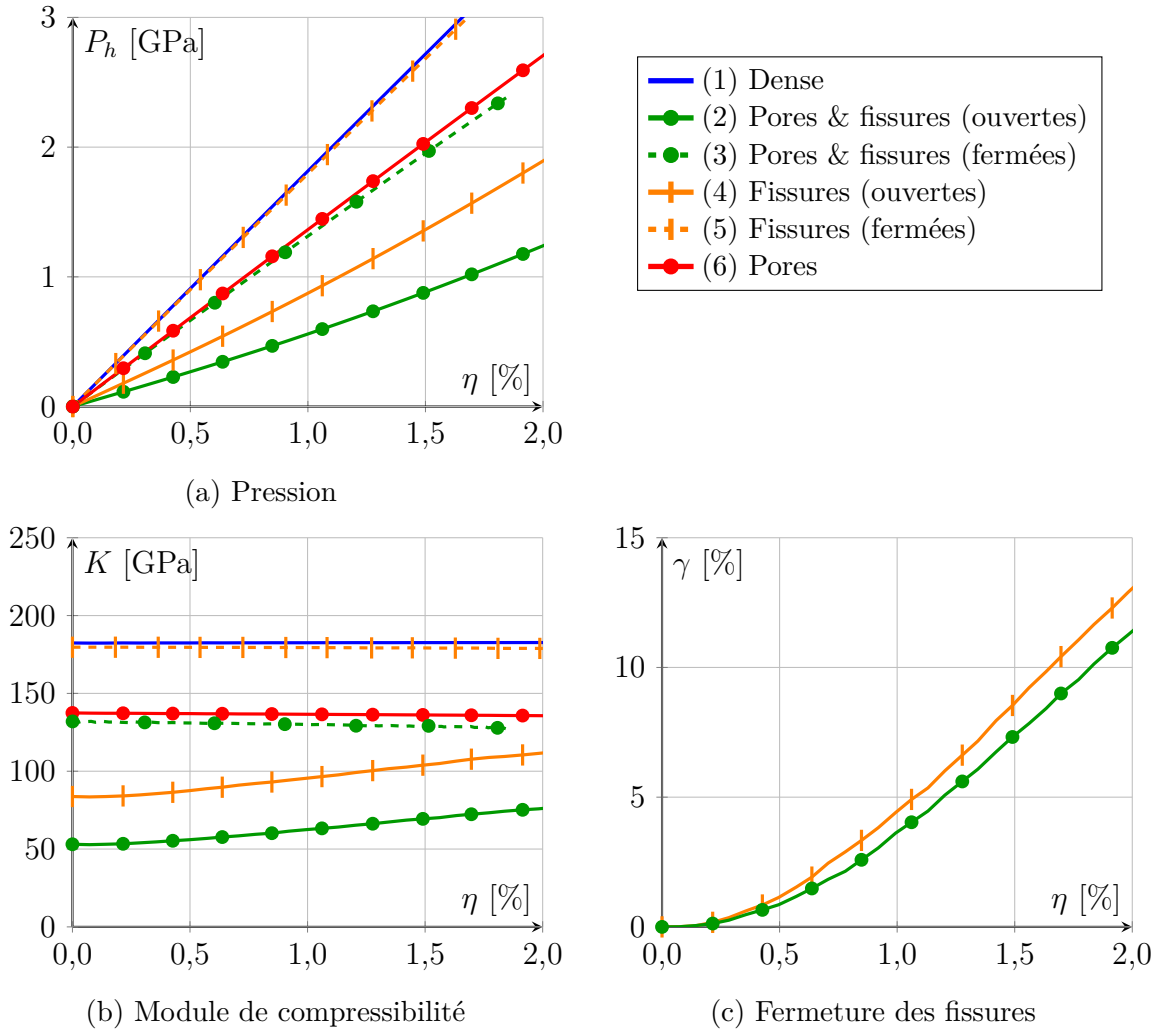 3
P_h [GPa]
2
1
η [%]
0
0,0 0,5 1,0 1,5 2,0
(a) Pression
(1) Dense
(2) Pores & fissures (ouvertes)
(3) Pores & fissures (fermées)
(4) Fissures (ouvertes)
(5) Fissures (fermées)
(6) Pores
250
K [GPa]
200
150
100
50
η [%]
0
0,0 0,5 1,0 1,5 2,0
(b) Module de compressibilité
15
γ [%]
10
5
η [%]
0
0,0 0,5 1,0 1,5 2,0
(c) Fermeture des fissures